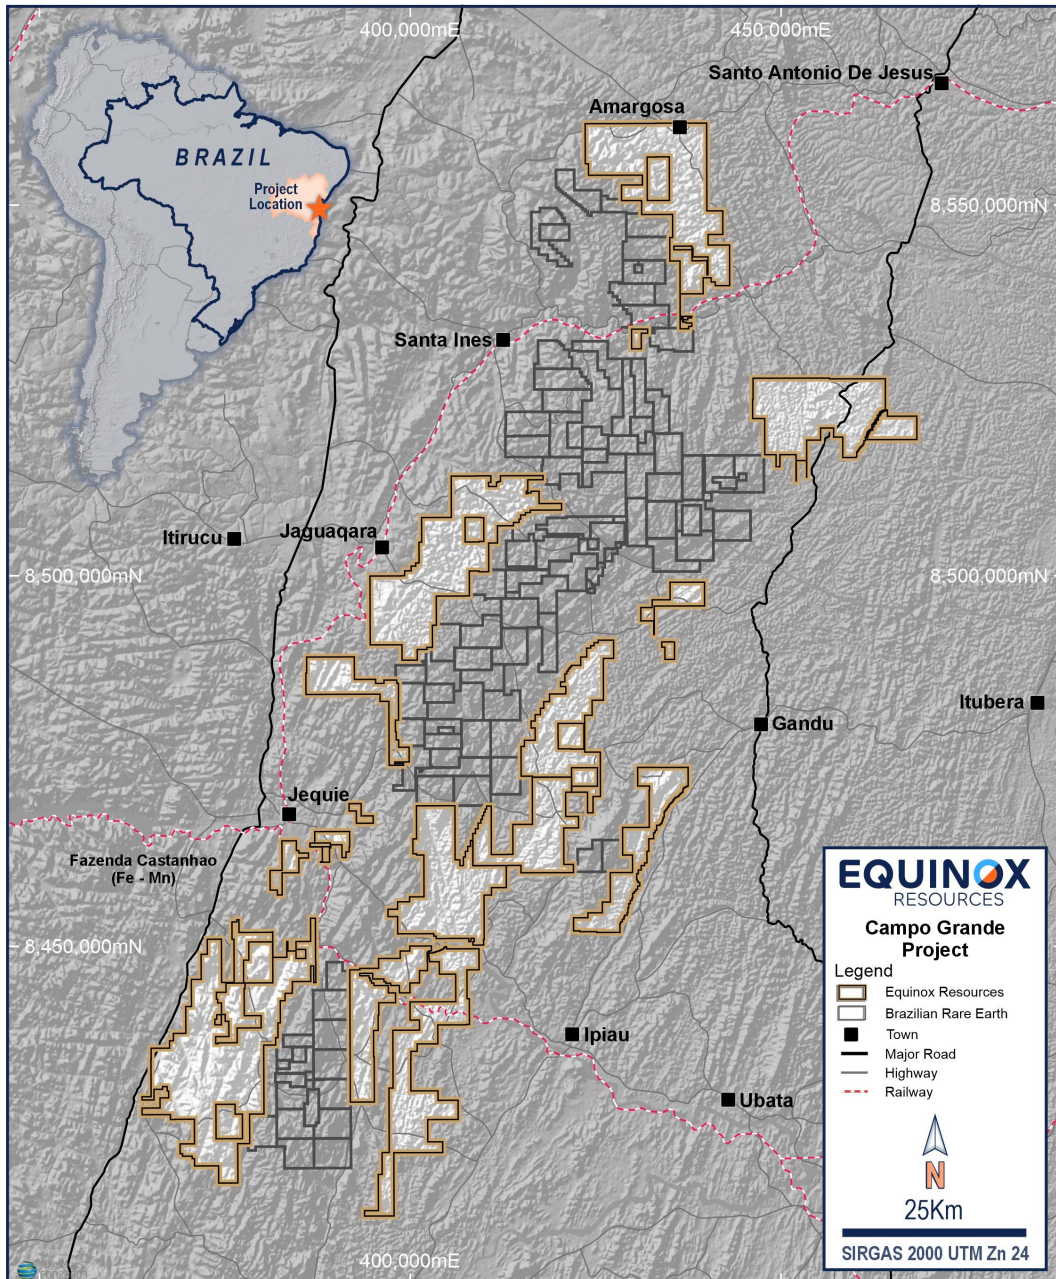 400,000mE
450,000mE
Santo Antonio De Jesus
Amargosa
BRAZIL
Project
Location
8,550,000mN
Santa Ines
Itirucu
Jaguaqara
8,500,000mN
8,500,000mN
Itubera
Gandu
Jequie
Fazenda Castanhao
(Fe - Mn)
8,450,000mN
Ipiau
Ubata
400,000mE
EQUINOX
RESOURCES
Campo Grande
Project
Legend
Equinox Resources
Brazilian Rare Earth
Town
Major Road
Highway
Railway
N
25Km
SIRGAS 2000 UTM Zn 24